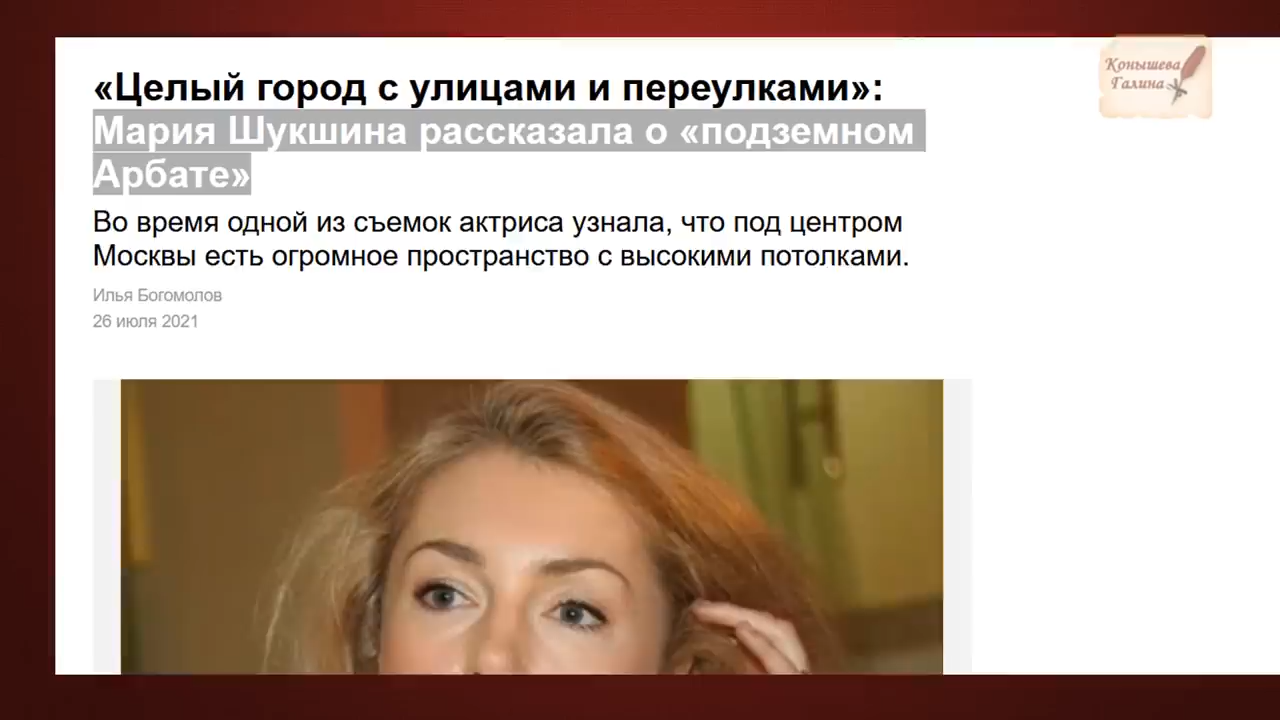 «Целый город с улицами и переулками»:
Мария Шукшина рассказала о «подземном
Арбате»
Во время одной из съемок актриса узнала, что под центром
Москвы есть огромное пространство с высокими потолками.
Илья Богомолов
26 июля 2021
Конышева
Галина